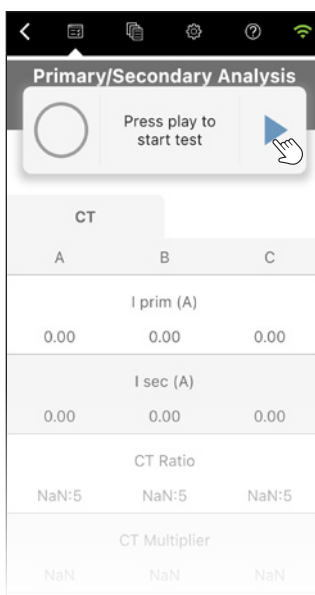 Primary/Secondary Analysis
Press play to
start test
CT
A B C
I prim (A)
0.00 0.00 0.00
I sec (A)
0.00 0.00 0.00
CT Ratio
NaN:5 NaN:5 NaN:5
CT Multiplier
NaN NaN NaN